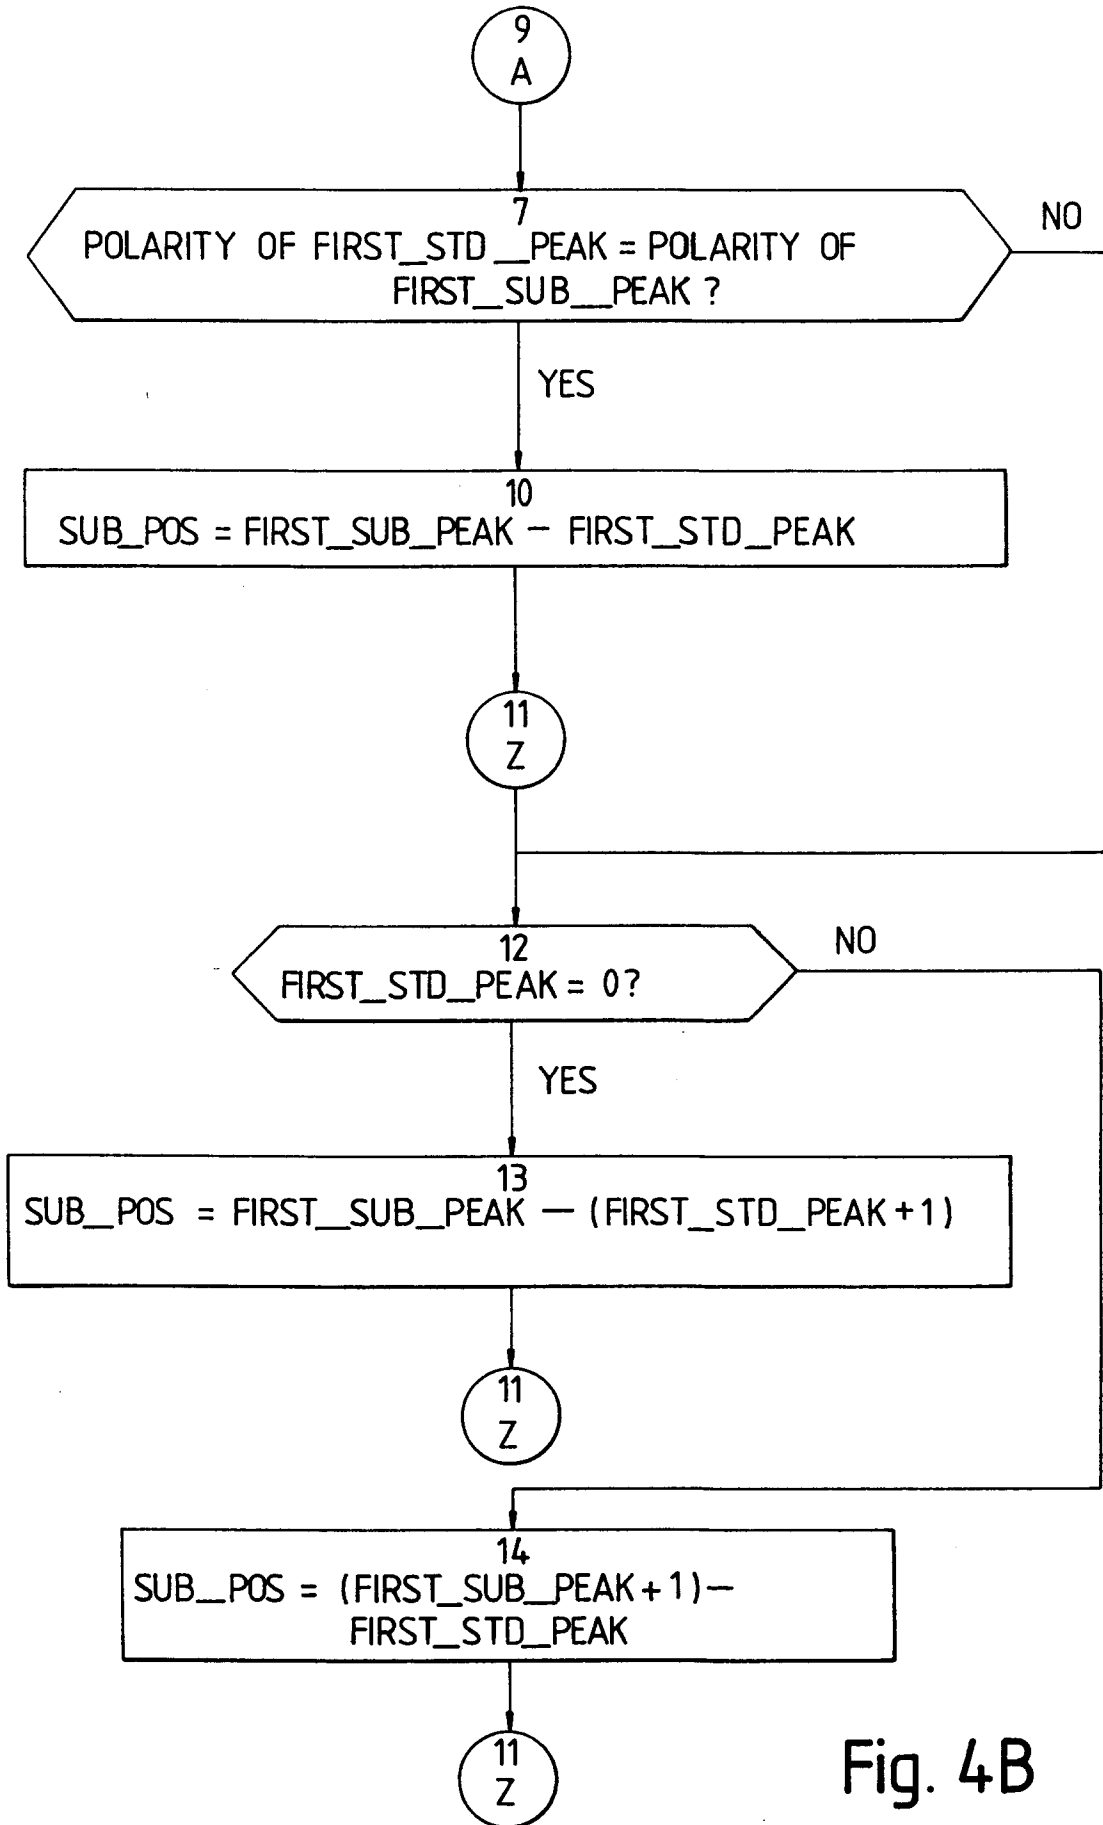 9
A
7
POLARITY OF FIRST_STD_PEAK = POLARITY OF
FIRST_SUB_PEAK ?
NO
YES
10
SUB_POS = FIRST_SUB_PEAK – FIRST_STD_PEAK
11
Z
12
FIRST_STD_PEAK = 0?
NO
YES
13
SUB_POS = FIRST_SUB_PEAK – (FIRST_STD_PEAK + 1)
11
Z
14
SUB_POS = (FIRST_SUB_PEAK + 1) –
FIRST_STD_PEAK
11
Z
Fig. 4B